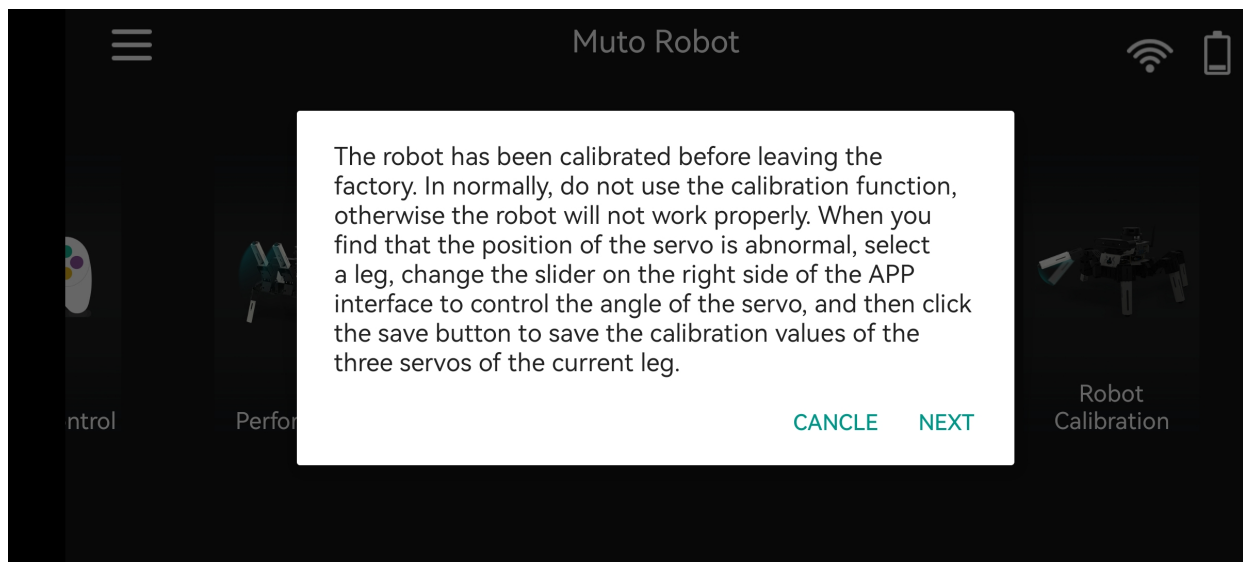 Muto Robot
The robot has been calibrated before leaving the
factory. In normally, do not use the calibration function,
otherwise the robot will not work properly. When you
find that the position of the servo is abnormal, select
a leg, change the slider on the right side of the APP
interface to control the angle of the servo, and then click
the save button to save the calibration values of the
three servos of the current leg.
CANCLE NEXT
ntrol
Perfor
Robot
Calibration